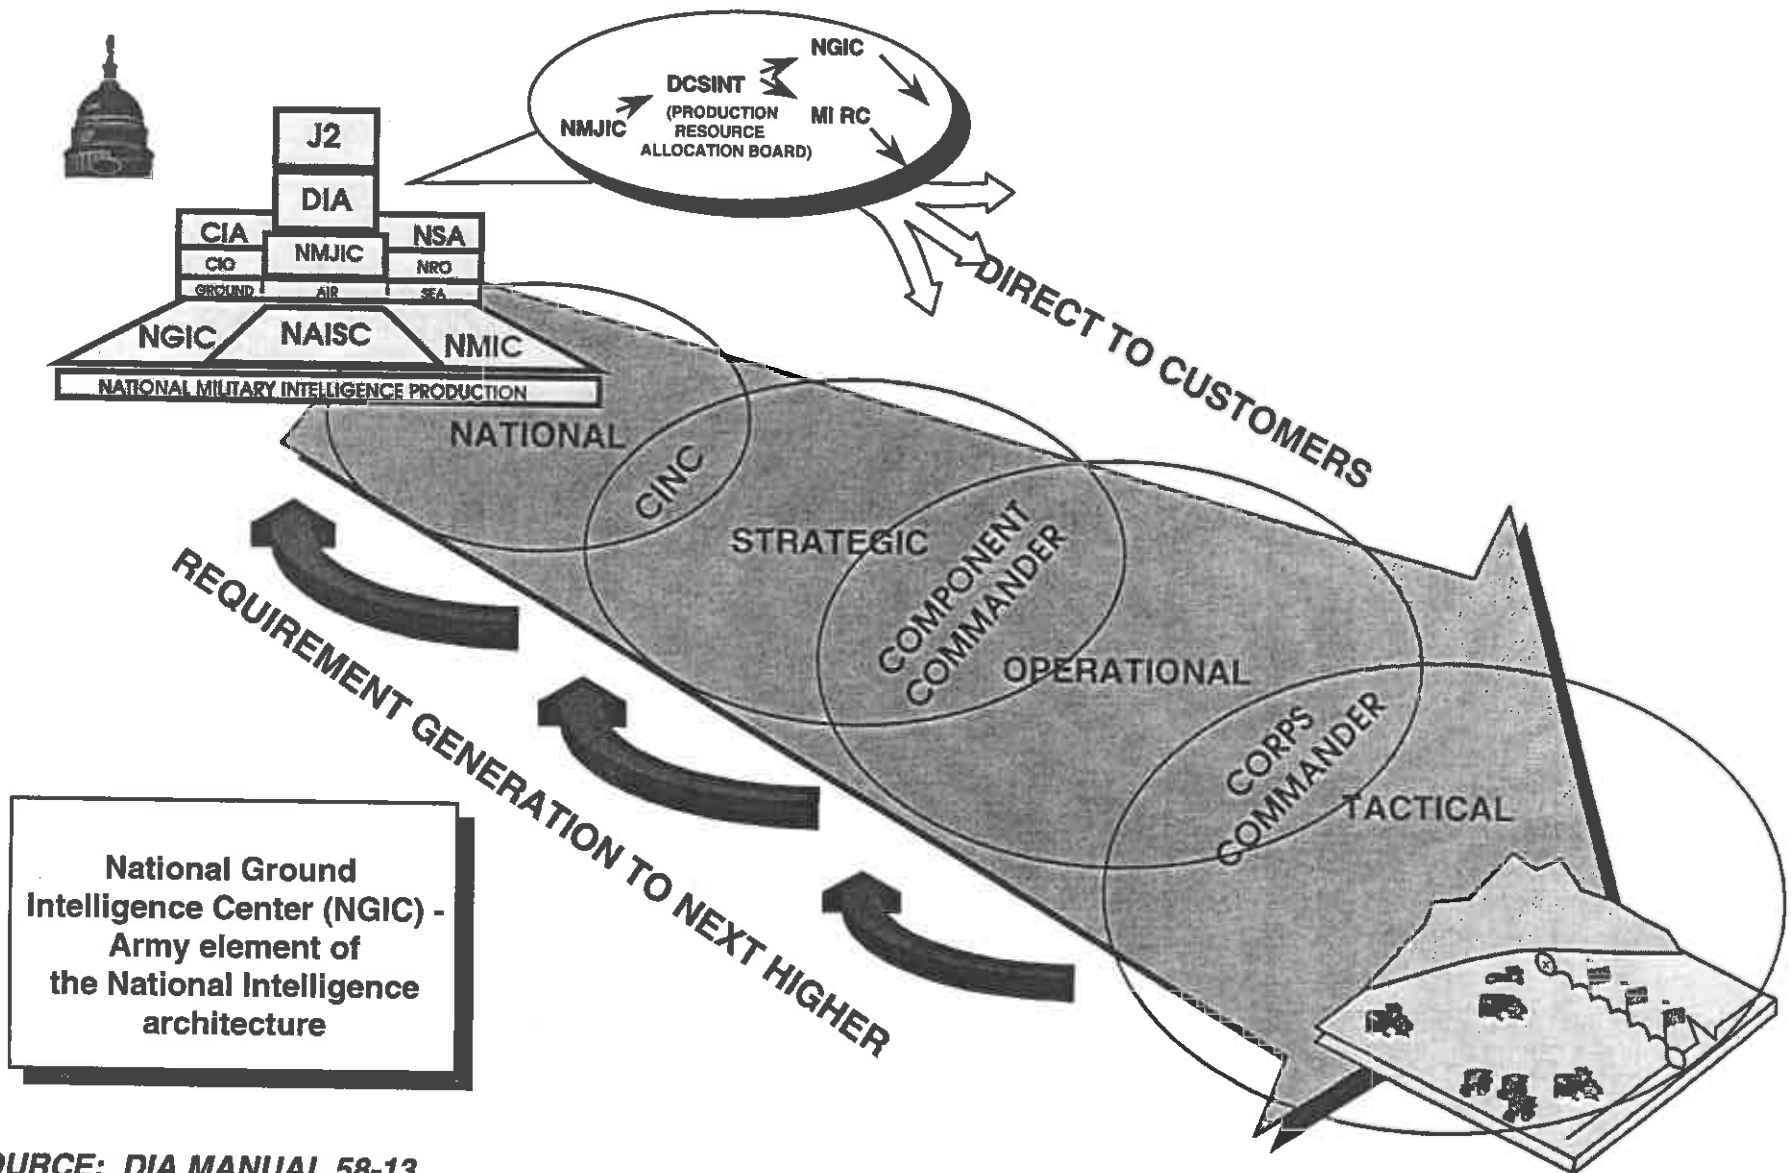 NGIC
DCSINT
NMJIC
(PRODUCTION
RESOURCE
ALLOCATION BOARD)
MI RC
J2
DIA
CIA
NMJIC
NSA
CIO
NRO
GROUND
AIR
SEA
NGIC
NAISC
NMIC
NATIONAL MILITARY INTELLIGENCE PRODUCTION
DIRECT TO CUSTOMERS
NATIONAL
CINC
STRATEGIC
COMPONENT
COMMANDER
OPERATIONAL
CORPS
COMMANDER
TACTICAL
REQUIREMENT GENERATION TO NEXT HIGHER
National Ground
Intelligence Center (NGIC) -
Army element of
the National Intelligence
architecture
OURCE: DIA MANUAL 58-13